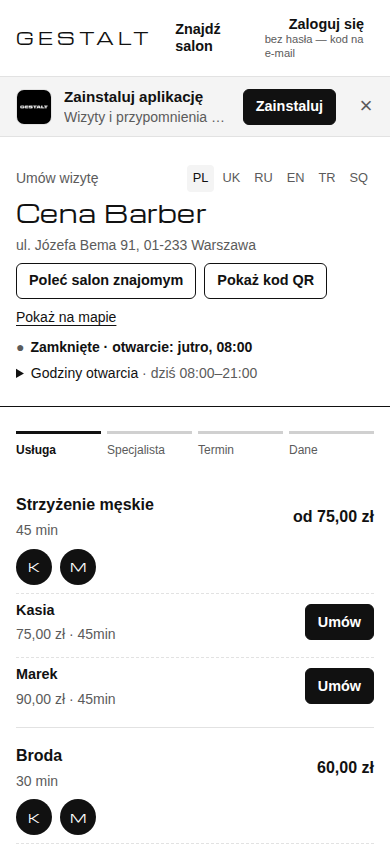 GESTALT
Znajdź salon
Zaloguj się
bez hasła — kod na e-mail
GESTALT
Zainstaluj aplikację
Wizyty i przypomnienia …
Zainstaluj
×
Umów wizytę
PL UK RU EN TR SQ
Cena Barber
ul. Józefa Bema 91, 01-233 Warszawa
Poleć salon znajomym
Pokaż kod QR
Pokaż na mapie
● Zamknięte · otwarcie: jutro, 08:00
▶ Godziny otwarcia · dziś 08:00–21:00
Usługa Specjalista Termin Dane
Strzyżenie męskie
od 75,00 zł
45 min
K M
Kasia
75,00 zł · 45min
Umów
Marek
90,00 zł · 45min
Umów
Broda
60,00 zł
30 min
K M